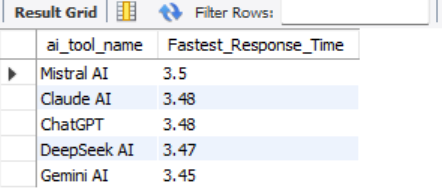 Result Grid Filter Rows:
ai_tool_name Fastest_Response_Time
Mistral AI 3.5
Claude AI 3.48
ChatGPT 3.48
DeepSeek AI 3.47
Gemini AI 3.45